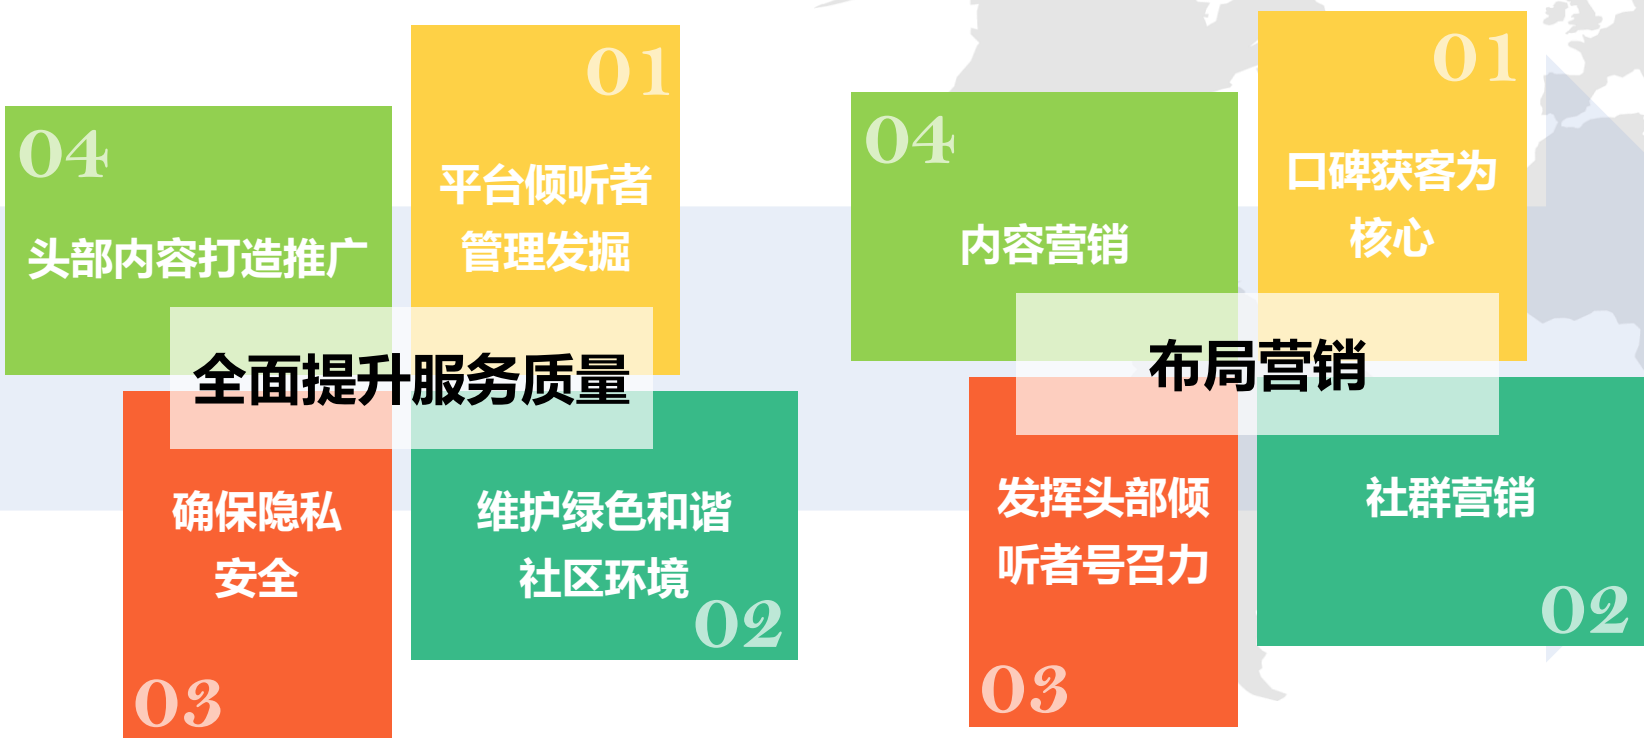 01
平台倾听者
管理发掘
04
头部内容打造推广
全面提升服务质量
确保隐私
安全
03
维护绿色和谐
社区环境
02
01
口碑获客为
核心
04
内容营销
布局营销
发挥头部倾
听者号召力
03
社群营销
02